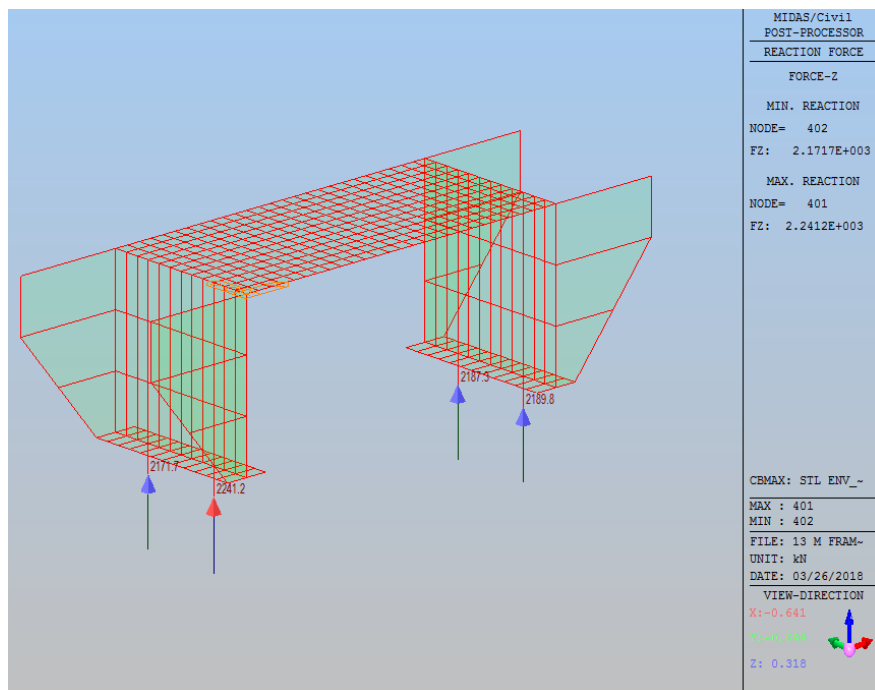 MIDAS/Civil
POST-PROCESSOR
REACTION FORCE
FORCE-Z
MIN. REACTION
NODE= 402
FZ: 2.1717E+003
MAX. REACTION
NODE= 401
FZ: 2.2412E+003
2187.3
2189.8
2171.7
2241.2
CBMAX: STL ENV_~
MAX : 401
MIN : 402
FILE: 13 M FRAM~
UNIT: kN
DATE: 03/26/2018
VIEW-DIRECTION
X:-0.641
Z: 0.318